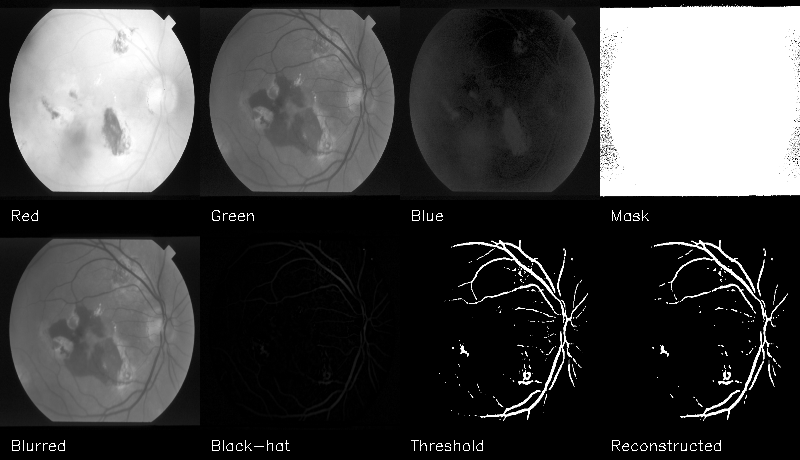 Red
Green
Blue
Mask
Blurred
Black-hat
Threshold
Reconstructed